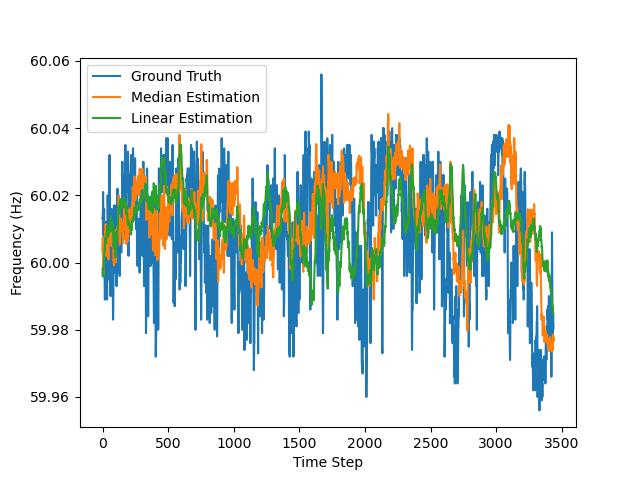 60.06
60.04
60.02
60.00
59.98
59.96
Frequency (Hz)
Ground Truth
Median Estimation
Linear Estimation
0 500 1000 1500 2000 2500 3000 3500
Time Step